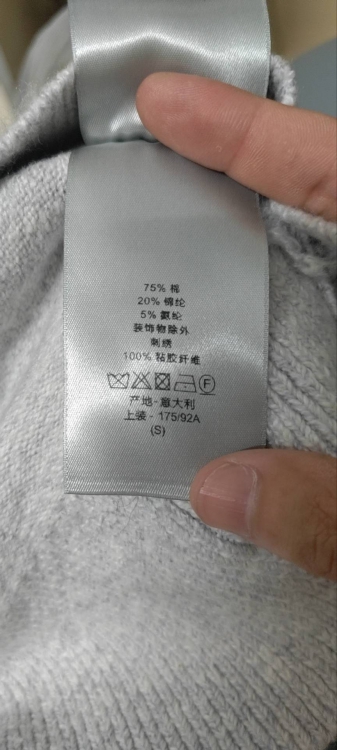 75% 棉
20% 锦纶
5% 氨纶
装饰物除外
刺绣
100% 粘胶纤维
F
产地-意大利
上装 - 175/92A
(S)